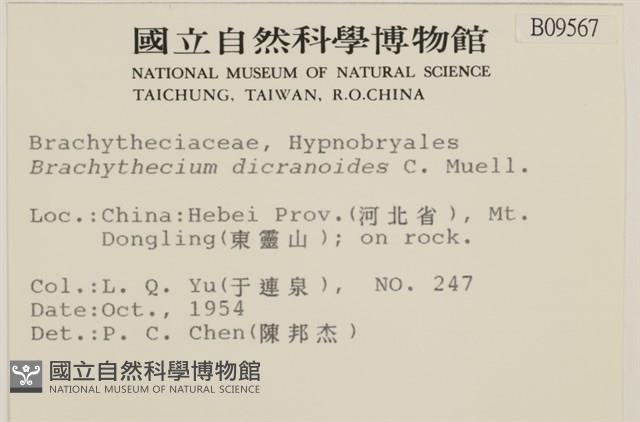 國立自然科學博物館
B09567
NATIONAL MUSEUM OF NATURAL SCIENCE
TAICHUNG, TAIWAN, R.O.CHINA
Brachytheciaceae, Hypnobryales
Brachythecium dicranoides C. Muell.
Loc.:China:Hebei Prov.(河北省), Mt.
Dongling(東靈山); on rock.
Col.:L. Q. Yu(于連泉), NO. 247
Date:Oct., 1954
Det.:P. C. Chen(陳邦杰)
國立自然科學博物館
NATIONAL MUSEUM OF NATURAL SCIENCE